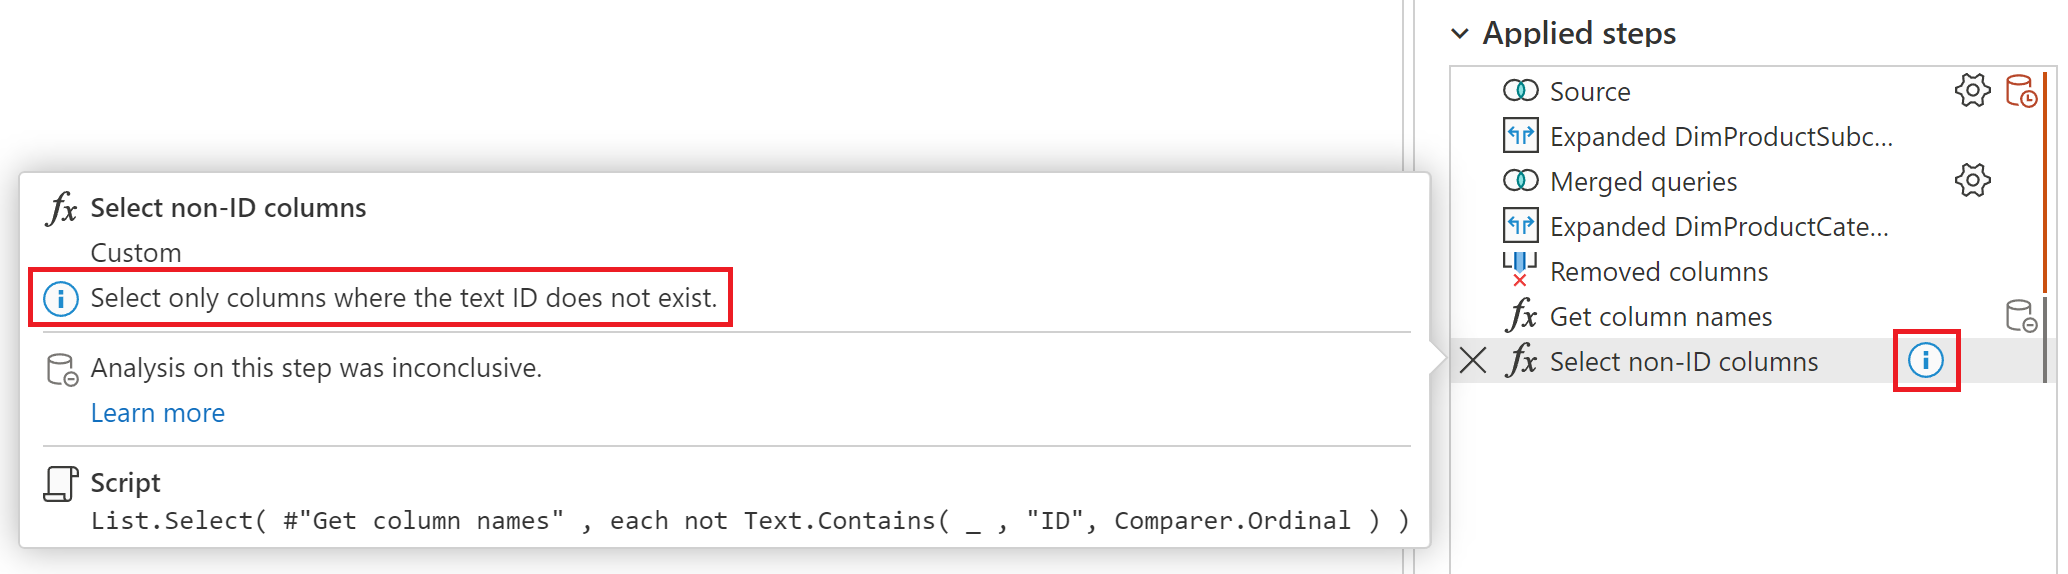 Applied steps
Source
Expanded DimProductSubc...
Merged queries
Expanded DimProductCate...
Removed columns
Get column names
Select non-ID columns
fx Select non-ID columns
Custom
Select only columns where the text ID does not exist.
Analysis on this step was inconclusive.
Learn more
Script
List.Select( #"Get column names" , each not Text.Contains( _ , "ID", Comparer.Ordinal ) )